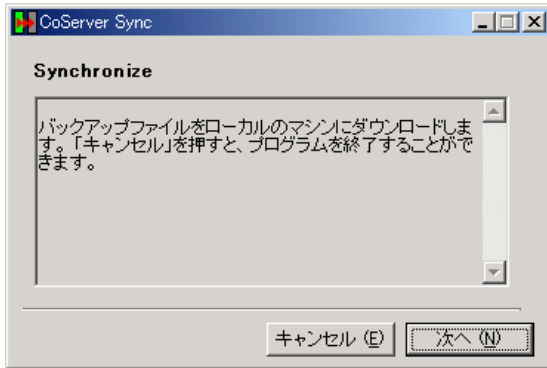 CoServer Sync
Synchronize
バックアップファイルをローカルのマシンにダウンロードしま
す。「キャンセル」を押すと、プログラムを終了することがで
きます。
キャンセル (E)
次へ (N)